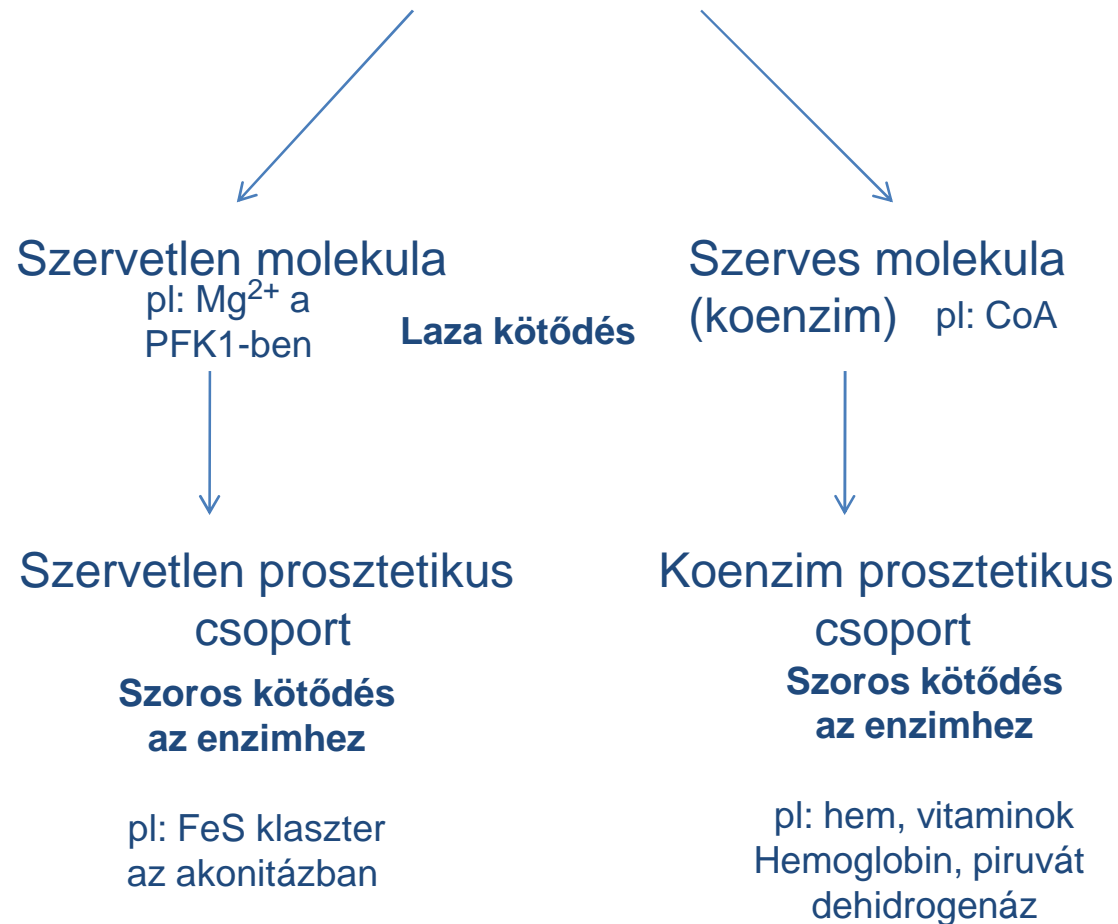 Szervetlen molekula
pl: Mg²⁺ a
PFK1-ben
Laza kötődés
Szerves molekula
(koenzim) pl: CoA
Szervetlen prosztetikus
csoport
Szoros kötődés
az enzimhez
pl: FeS klaszter
az akonitázban
Koenzim prosztetikus
csoport
Szoros kötődés
az enzimhez
pl: hem, vitaminok
Hemoglobin, piruvát
dehidrogenáz